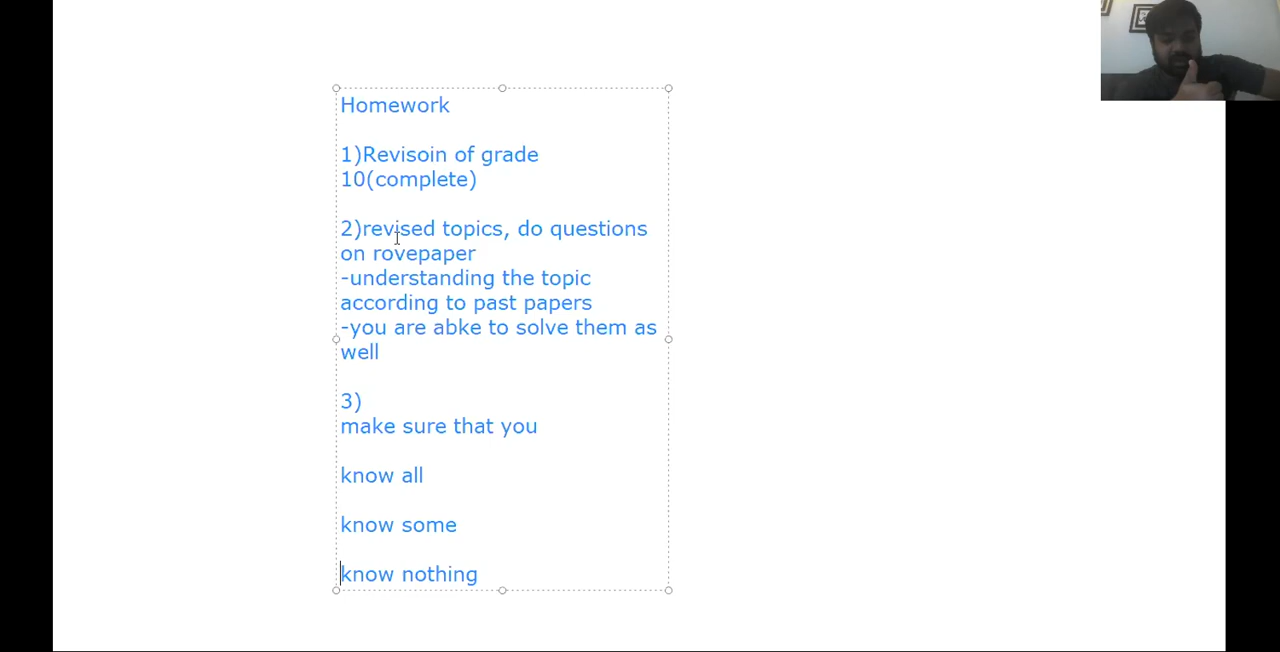 Homework
1)Revisoin of grade
10(complete)
2)revised topics, do questions
on rovepaper
-understanding the topic
according to past papers
-you are abke to solve them as
well
3)
make sure that you
know all
know some
know nothing